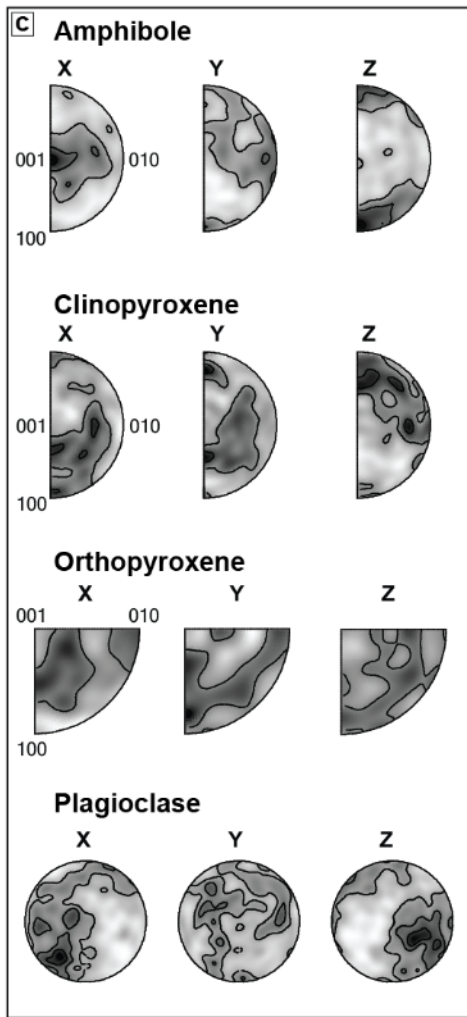 C Amphibole
X Y Z
001 010
100
Clinopyroxene
X Y Z
001 010
100
Orthopyroxene
X Y Z
001 010
100
Plagioclase
X Y Z